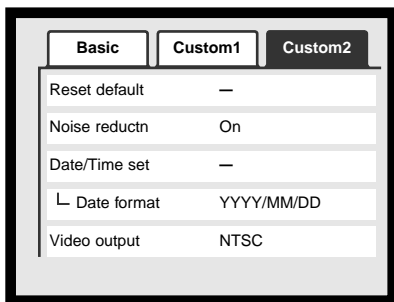 Basic Custom1 Custom2
Reset default —
Noise reductn On
Date/Time set —
Date format YYYY/MM/DD
Video output NTSC